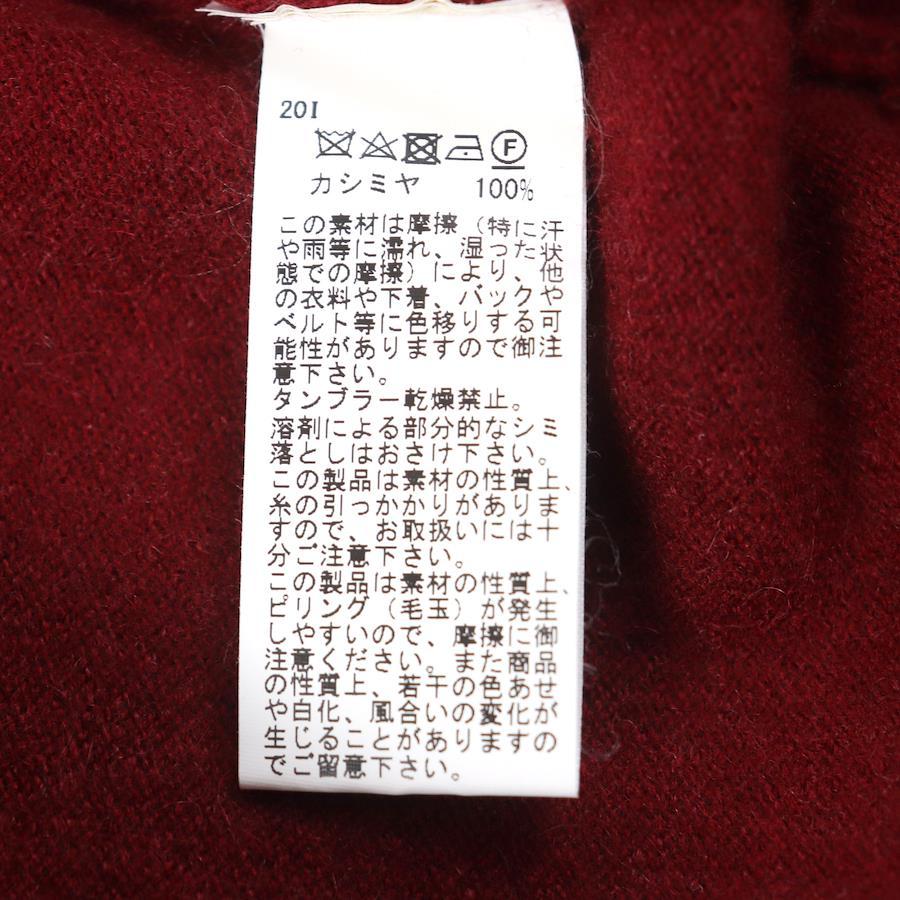 20I
F
カシミヤ 100%
この素材は摩擦（特に汗
や雨等に濡れ、湿った状
態での摩擦）により、他
の衣料や下着、バックや
ベルト等に色移りする可
能性がありますので御注
意下さい。
タンブラー乾燥禁止。
溶剤による部分的なシミ
落としはおさけ下さい。
この製品は素材の性質上、
糸の引っかかりがありま
すので、お取扱いには十
分ご注意下さい。
この製品は素材の性質上、
ピリング（毛玉）が発生
しやすいので、摩擦に御
注意ください。また商品
の性質上、若干の色あせ
や白化、風合いの変化が
生じることがありますの
でご留意下さい。